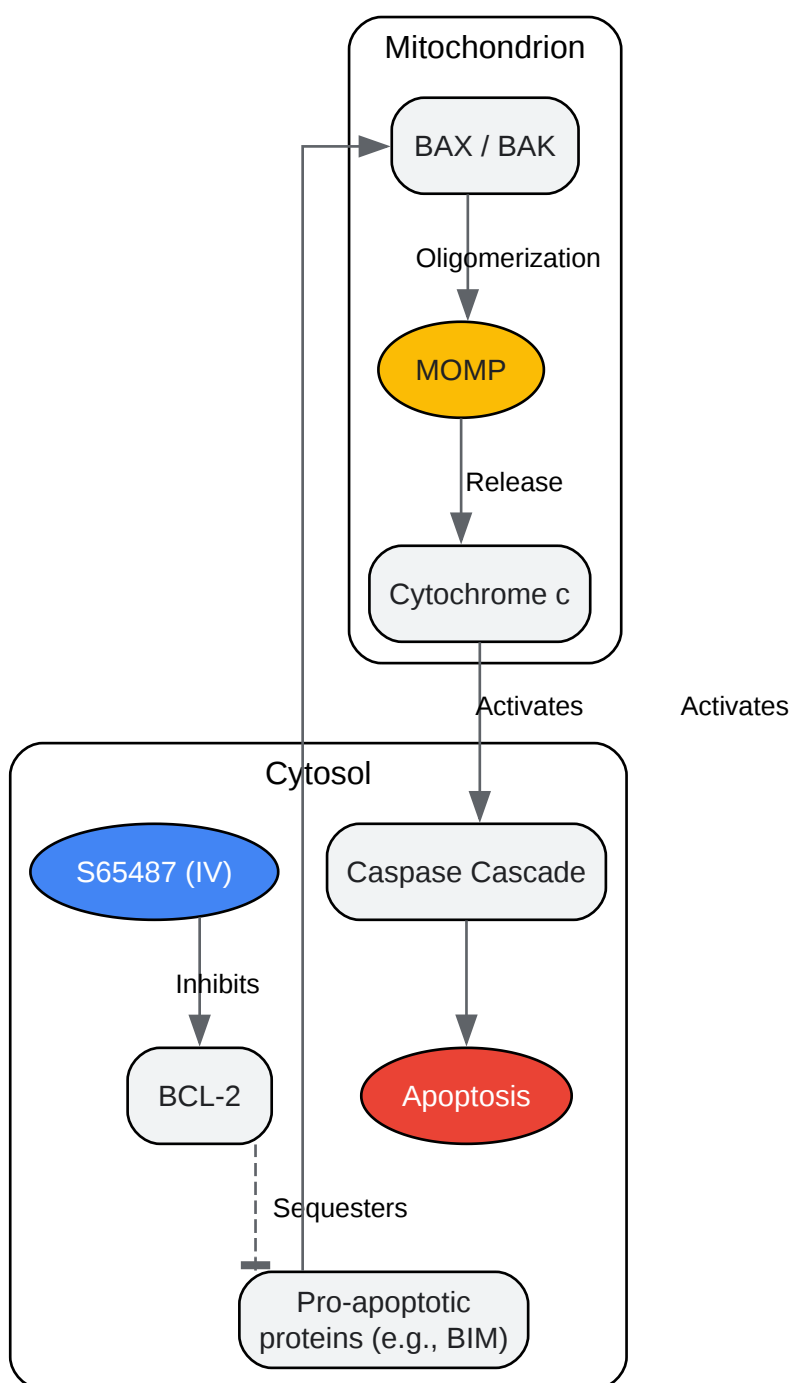 Mitochondrion
BAX / BAK
Oligomerization
MOMP
Release
Cytochrome c
Activates
Activates
Cytosol
S65487 (IV)
Caspase Cascade
Inhibits
BCL-2
Apoptosis
Sequesters
Pro-apoptotic
proteins (e.g., BIM)